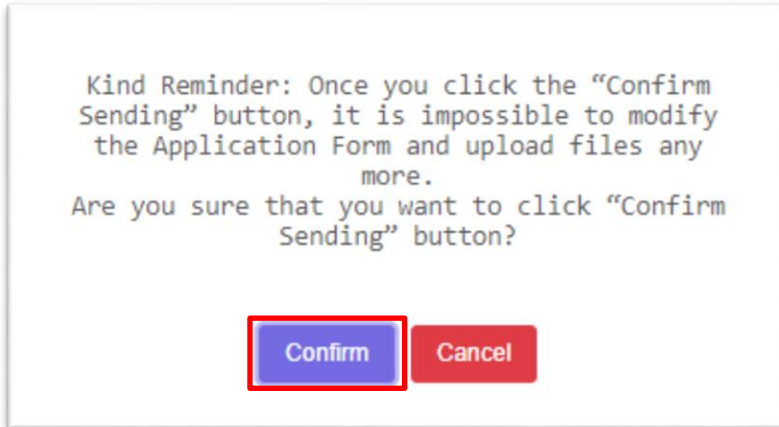 Kind Reminder: Once you click the “Confirm
Sending” button, it is impossible to modify
the Application Form and upload files any
more.
Are you sure that you want to click “Confirm
Sending” button?
Confirm Cancel